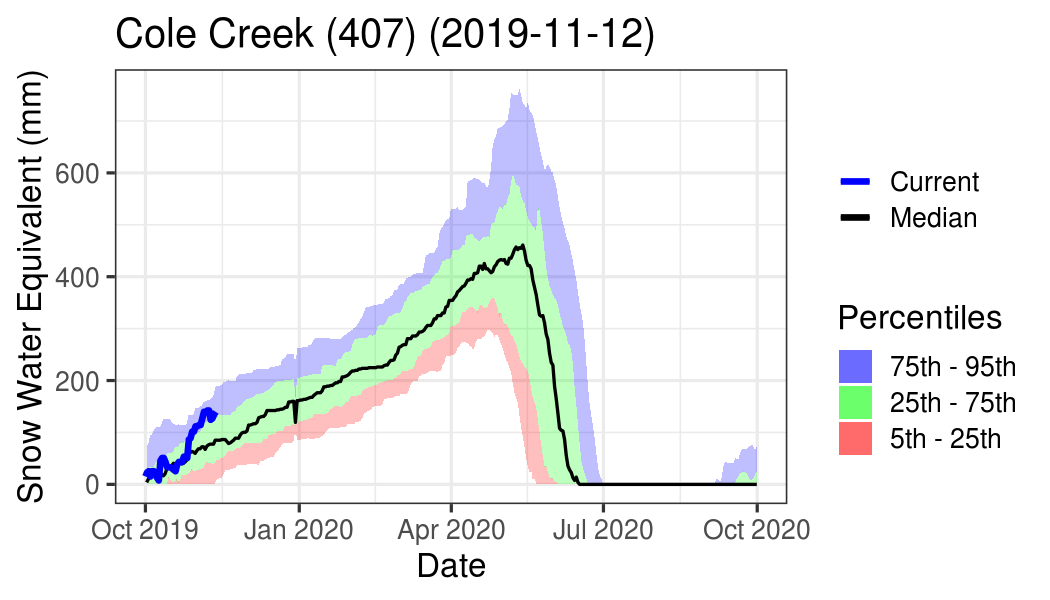 Cole Creek (407) (2019-11-12)
Snow Water Equivalent (mm)
600
400
200
0
Oct 2019
Jan 2020
Apr 2020
Jul 2020
Oct 2020
Date
Current
Median
Percentiles
75th - 95th
25th - 75th
5th - 25th